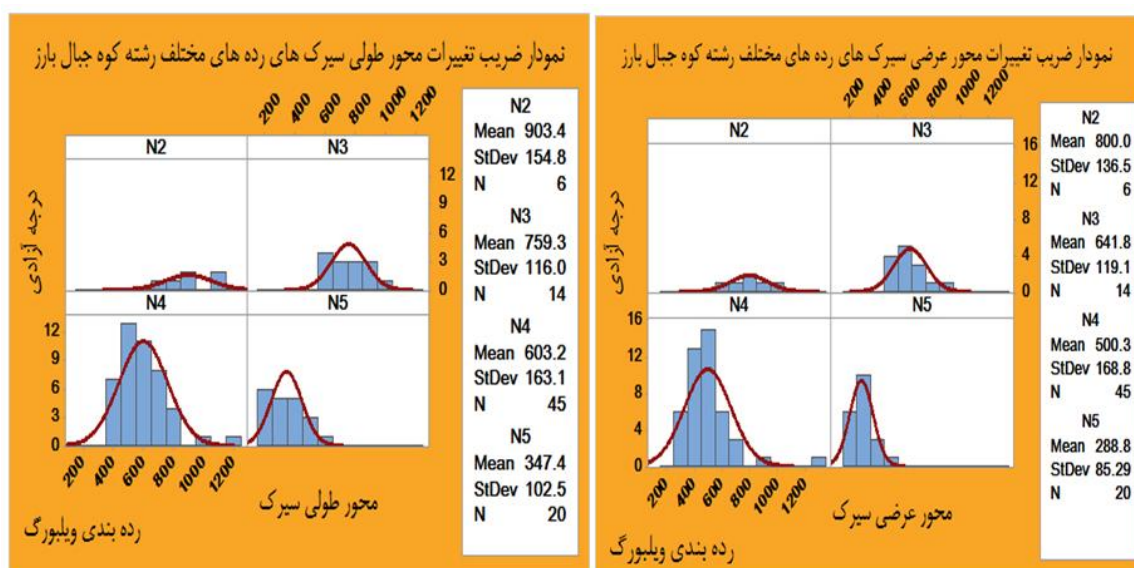 نمودار ضریب تغییرات محور طولی سیرک های رده های مختلف رشته کوه جبال بارز
200 400 600 800 1000 1200
N2 N3
12
9
6
3
0
درجه آزادی
N4 N5
12
9
6
3
0
200 400 600 800 1000 1200
محور طولی سیرک
رده بندی ویلبورگ
N2
Mean 903.4
StDev 154.8
N 6
N3
Mean 759.3
StDev 116.0
N 14
N4
Mean 603.2
StDev 163.1
N 45
N5
Mean 347.4
StDev 102.5
N 20
نمودار ضریب تغییرات محور عرضی سیرک های رده های مختلف رشته کوه جبال بارز
200 400 600 800 1000 1200
N2 N3
16
12
8
4
0
درجه آزادی
N4 N5
16
12
8
4
0
200 400 600 800 1000 1200
محور عرضی سیرک
رده بندی ویلبورگ
N2
Mean 800.0
StDev 136.5
N 6
N3
Mean 641.8
StDev 119.1
N 14
N4
Mean 500.3
StDev 168.8
N 45
N5
Mean 288.8
StDev 85.29
N 20